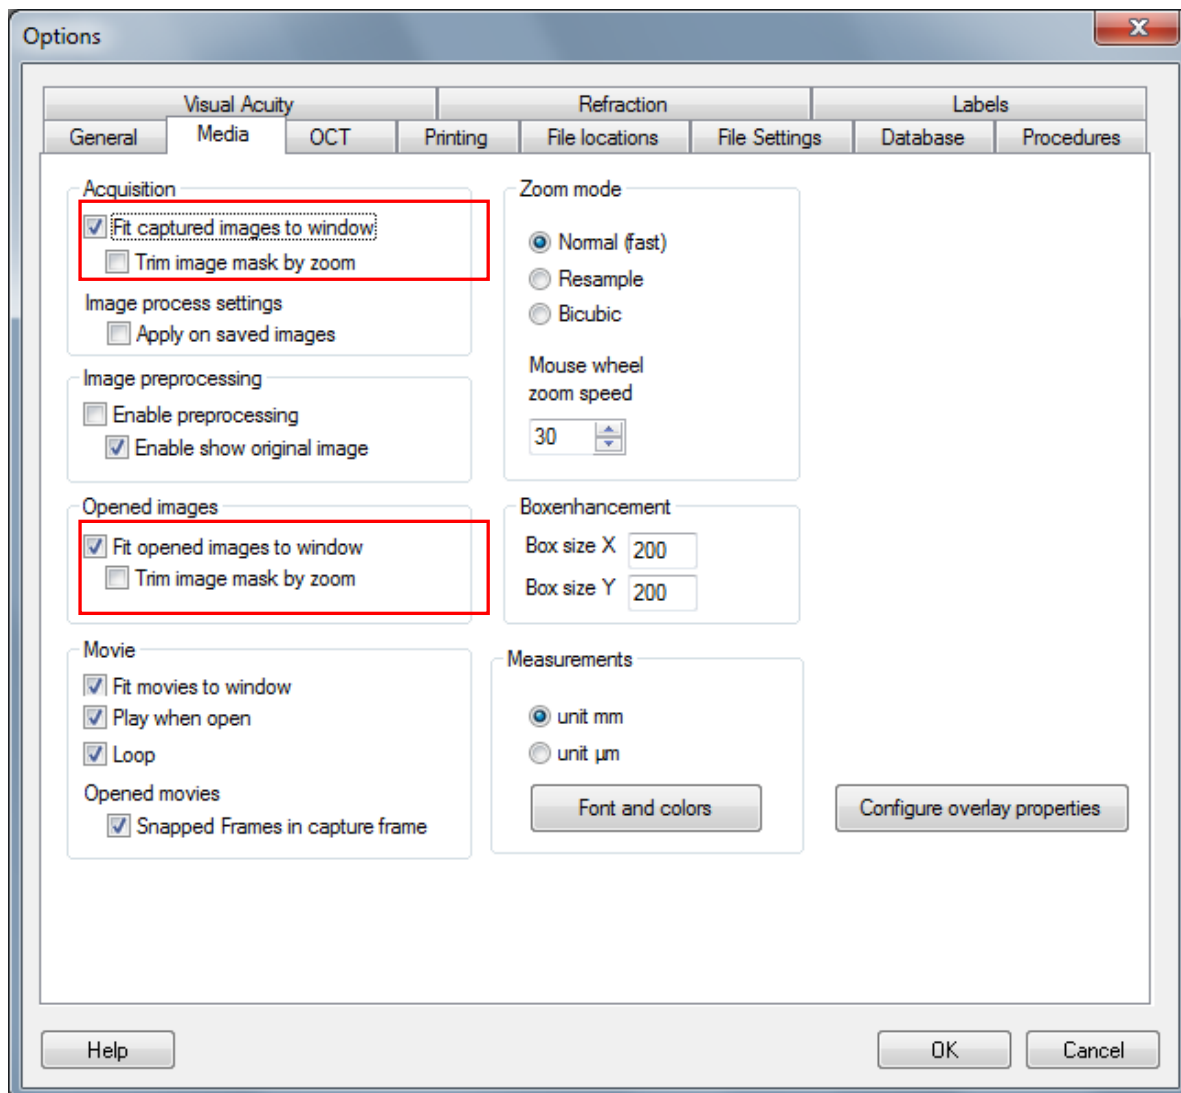 Options
Visual Acuity
Refraction
Labels
General
Media
OCT
Printing
File locations
File Settings
Database
Procedures
Acquisition
Fit captured images to window
Trim image mask by zoom
Image process settings
Apply on saved images
Image preprocessing
Enable preprocessing
Enable show original image
Opened images
Fit opened images to window
Trim image mask by zoom
Movie
Fit movies to window
Play when open
Loop
Opened movies
Snapped Frames in capture frame
Zoom mode
Normal (fast)
Resample
Bicubic
Mouse wheel
zoom speed
30
Boxenhancement
Box size X 200
Box size Y 200
Measurements
unit mm
unit µm
Font and colors
Configure overlay properties
Help
OK
Cancel